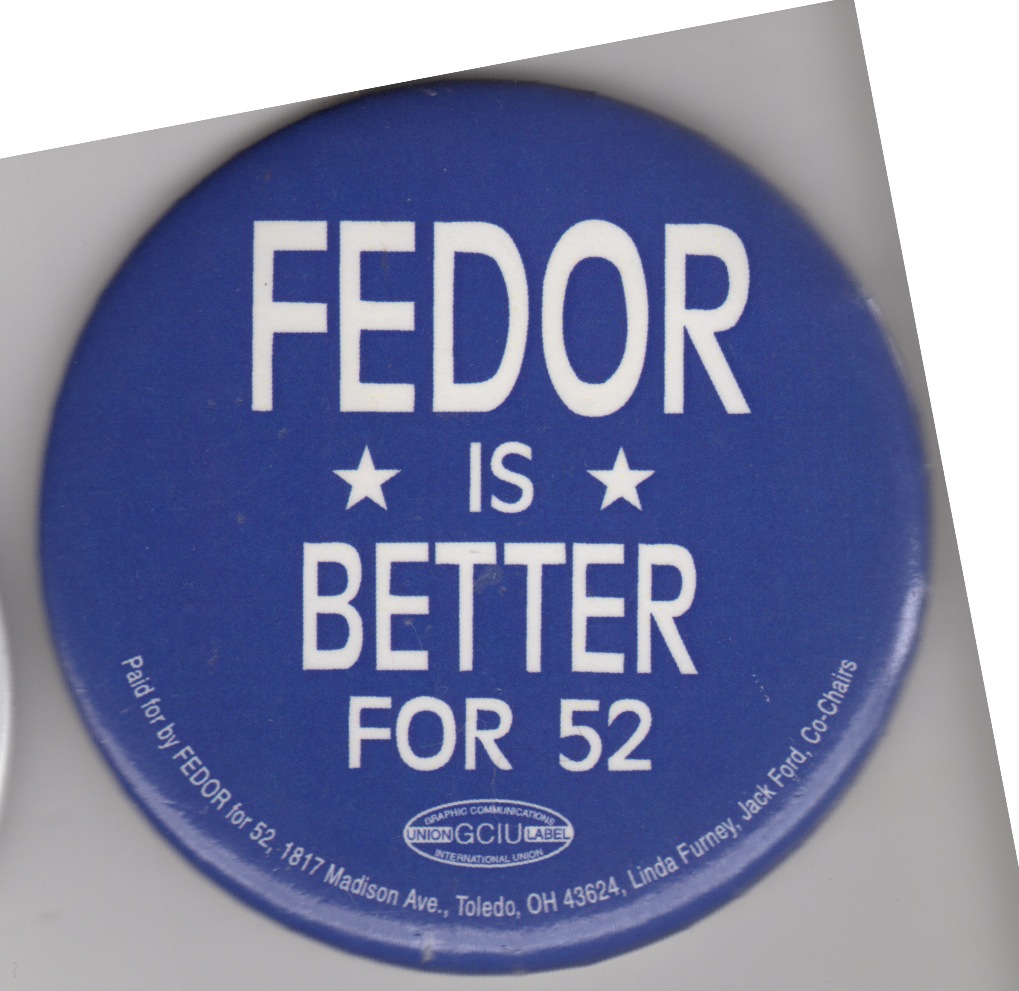 FEDOR
IS
BETTER
FOR 52
GRAPHIC COMMUNICATIONS
UNION GCIU LABEL
INTERNATIONAL UNION
Paid for by FEDOR for 52, 1817 Madison Ave., Toledo, OH 43624, Linda Furney, Jack Ford, Co-Chairs